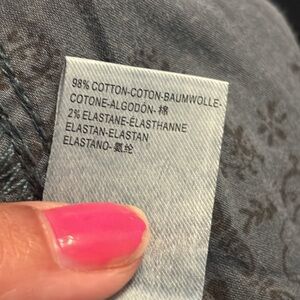 98% COTTON-COTON-BAUMWOLLE-
COTONE-ALGODÓN-棉
2% ELASTANE-ÉLASTHANNE
ELASTAN-ELASTAN
ELASTANO-氨纶